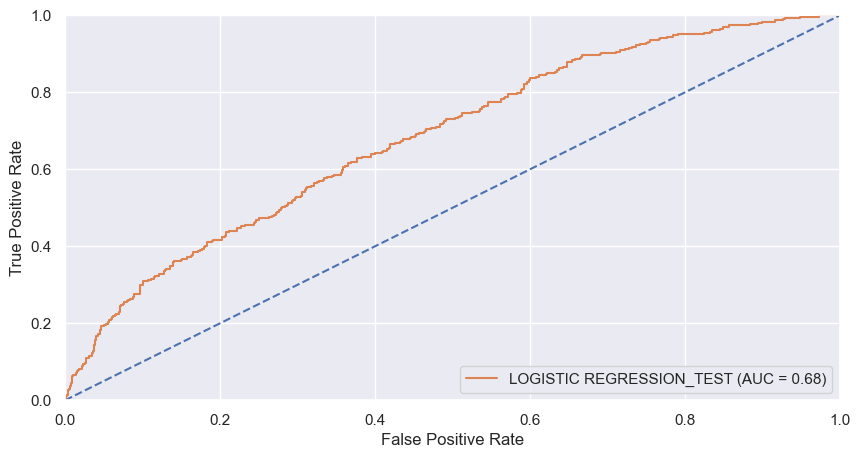 1.0
0.8
0.6
0.4
0.2
0.0
True Positive Rate
LOGISTIC REGRESSION_TEST (AUC = 0.68)
0.0 0.2 0.4 0.6 0.8 1.0
False Positive Rate